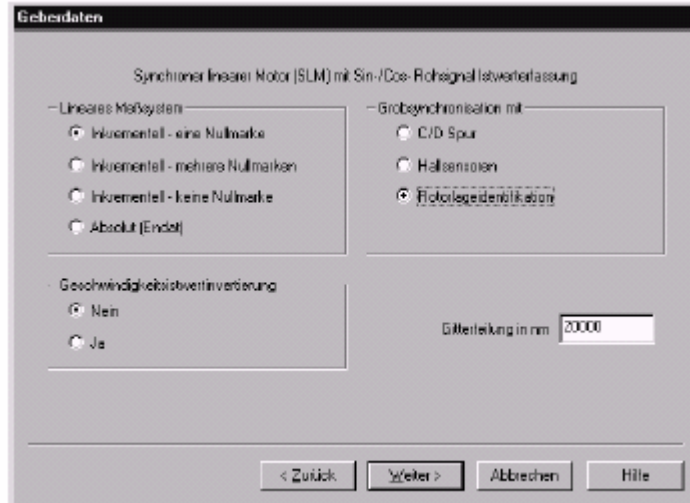 Geberdaten
Synchroner linearer Motor (SLM) mit Sin-/Cos- Rohsignal Istwerterfassung
Lineares Meßsystem
Inkrementell - eine Nullmarke
Inkrementell - mehrere Nullmarken
Inkrementell - keine Nullmarke
Absolut (Endat)
Grobsynchronisation mit
C/D Spur
Hallsensoren
Rotorlageidentifikation
Geschwindigkeitsistwertinvertierung
Nein
Ja
Gitterteilung in nm 20000
< Zurück Weiter > Abbrechen Hilfe